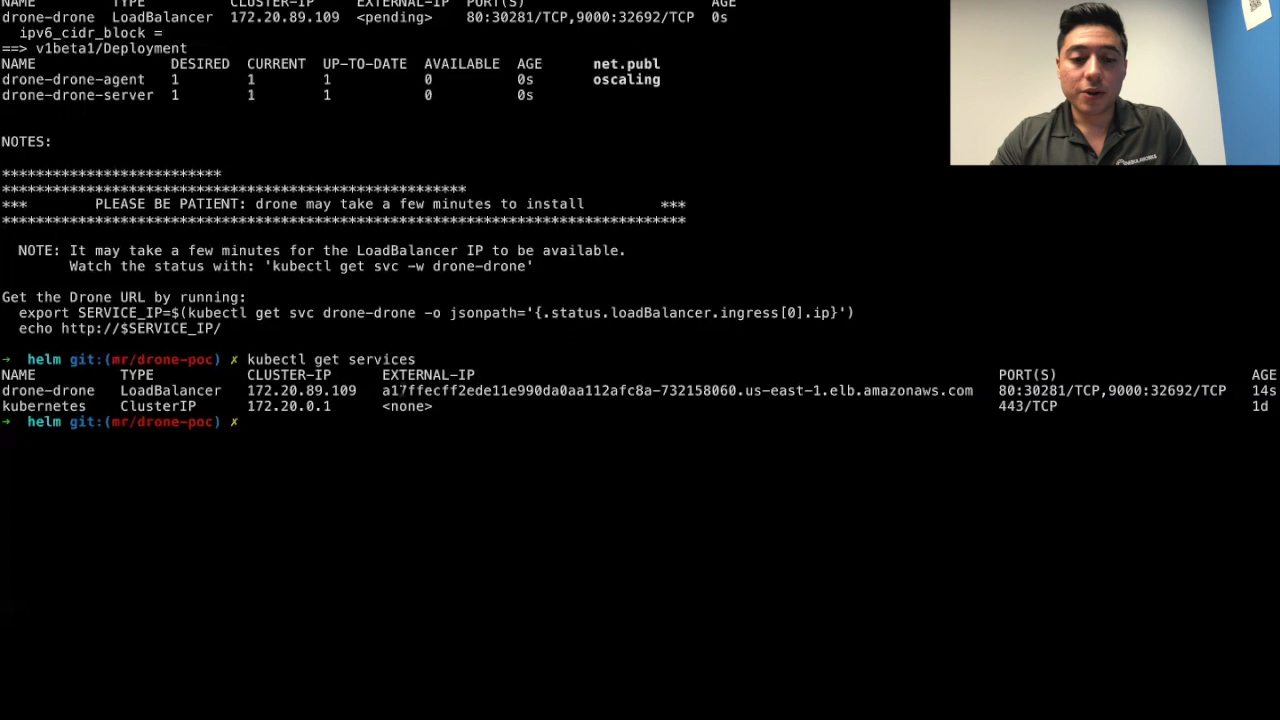 NAME TYPE CLUSTER-IP EXTERNAL-IP PORT(S) AGE
drone-drone LoadBalancer 172.20.89.109 <pending> 80:30281/TCP,9000:32692/TCP 0s
ipv6_cidr_block =
==> v1beta1/Deployment
NAME DESIRED CURRENT UP-TO-DATE AVAILABLE AGE net.publ
drone-drone-agent 1 1 1 0 0s oscaling
drone-drone-server 1 1 1 0 0s
NOTES:
**************************
*******************************************************
*** PLEASE BE PATIENT: drone may take a few minutes to install ***
*********************************************************************************
NOTE: It may take a few minutes for the LoadBalancer IP to be available.
Watch the status with: 'kubectl get svc -w drone-drone'
Get the Drone URL by running:
export SERVICE_IP=$(kubectl get svc drone-drone -o jsonpath='{.status.loadBalancer.ingress[0].ip}')
echo http://$SERVICE_IP/
→ helm git:(mr/drone-poc) ✗ kubectl get services
NAME TYPE CLUSTER-IP EXTERNAL-IP PORT(S) AGE
drone-drone LoadBalancer 172.20.89.109 a17ffecff2ede11e990da0aa112afc8a-732158060.us-east-1.elb.amazonaws.com 80:30281/TCP,9000:32692/TCP 14s
kubernetes ClusterIP 172.20.0.1 <none> 443/TCP 1d
→ helm git:(mr/drone-poc) ✗